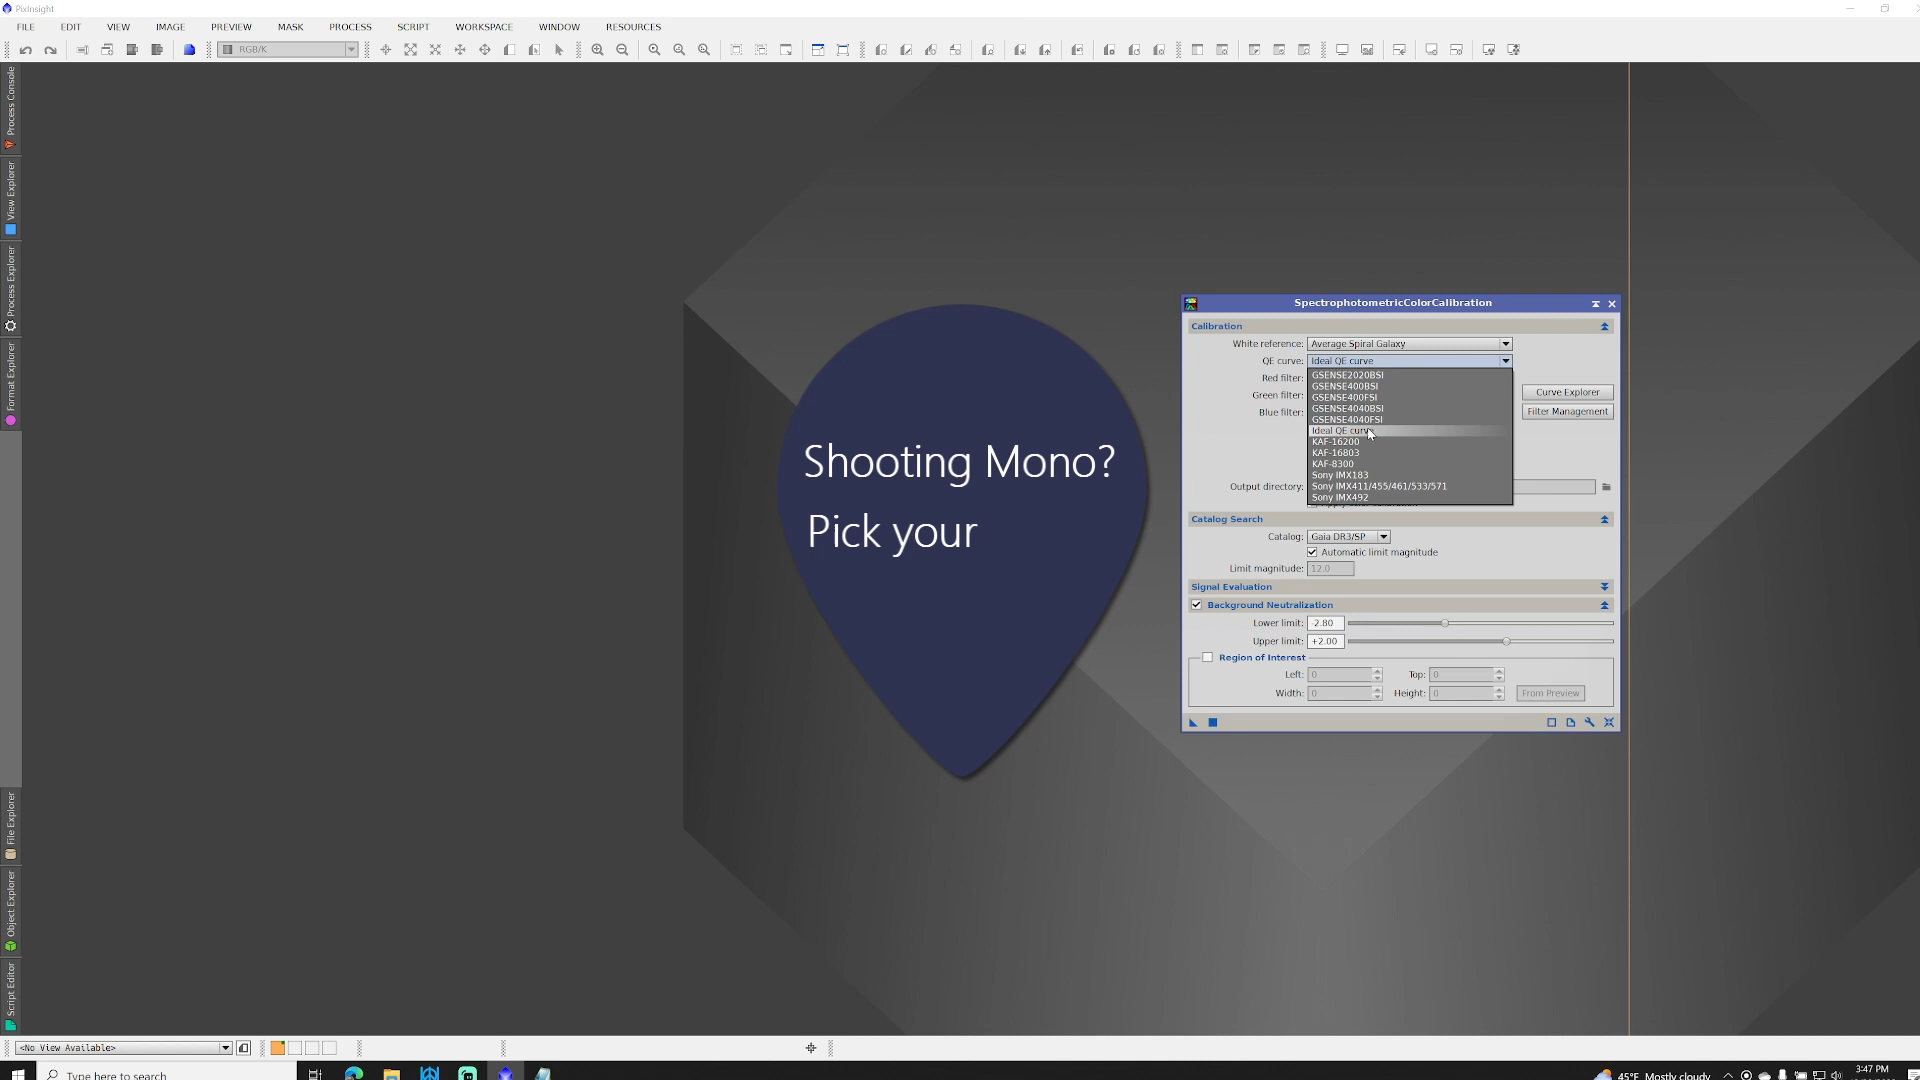 PixInsight
FILE EDIT VIEW IMAGE PREVIEW MASK PROCESS SCRIPT WORKSPACE WINDOW RESOURCES
RGB/K
Process Console
View Explorer
Process Explorer
Format Explorer
File Explorer
Object Explorer
Script Editor
Shooting Mono?
Pick your
SpectrophotometricColorCalibration
Calibration
White reference: Average Spiral Galaxy
QE curve: Ideal QE curve
Red filter:
Green filter:
Blue filter:
GSENSE2020BSI
GSENSE400BSI
GSENSE400FSI
GSENSE4040BSI
GSENSE4040FSI
Ideal QE curve
KAF-16200
KAF-16803
KAF-8300
Sony IMX183
Sony IMX411/455/461/533/571
Sony IMX492
Curve Explorer
Filter Management
Output directory:
Catalog Search
Catalog: Gaia DR3/SP
Automatic limit magnitude
Limit magnitude: 12.0
Signal Evaluation
Background Neutralization
Lower limit: -2.80
Upper limit: +2.00
Region of Interest
Left: 0 Top: 0
Width: 0 Height: 0 From Preview
<No View Available>
Type here to search
45°F Mostly cloudy
3:47 PM